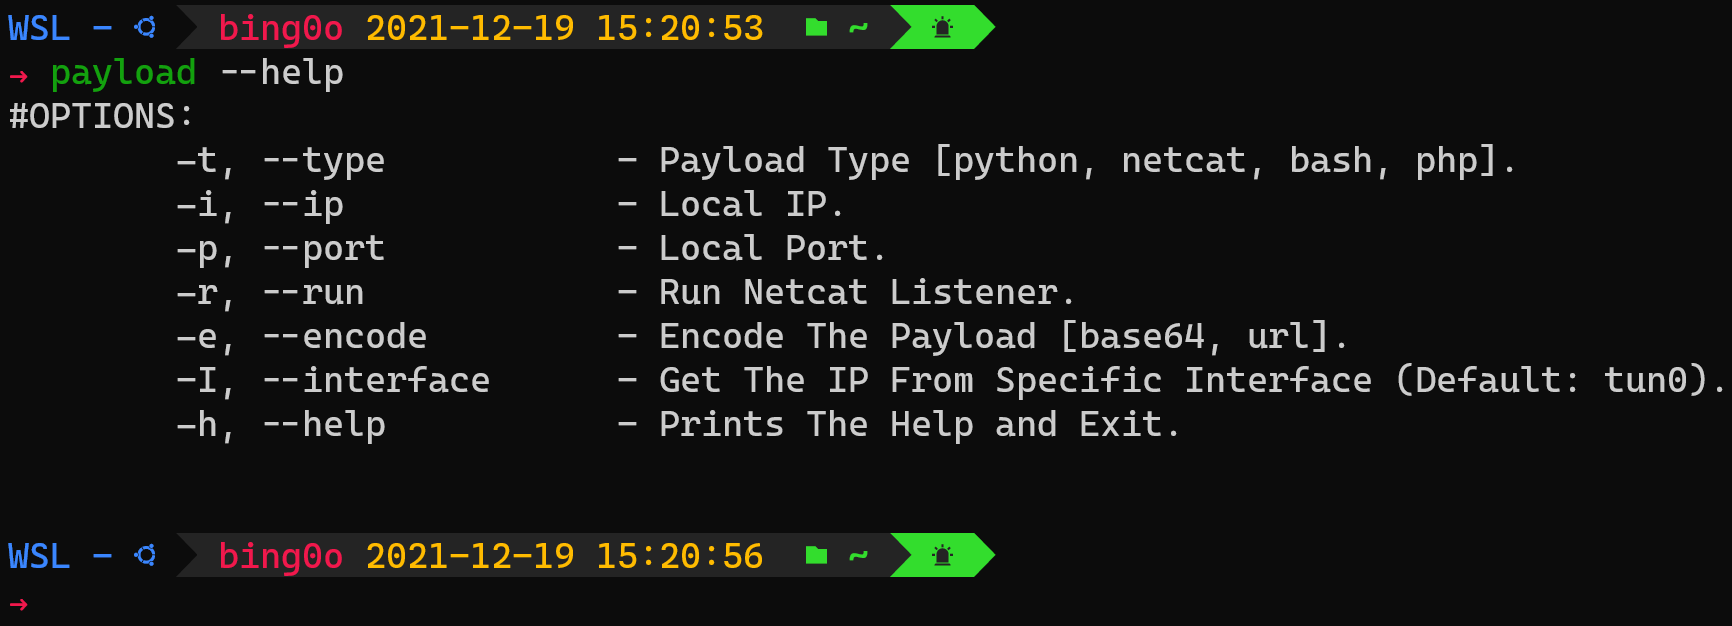 WSL - bing0o 2021-12-19 15:20:53 ~
→ payload --help
#OPTIONS:
-t, --type - Payload Type [python, netcat, bash, php].
-i, --ip - Local IP.
-p, --port - Local Port.
-r, --run - Run Netcat Listener.
-e, --encode - Encode The Payload [base64, url].
-I, --interface - Get The IP From Specific Interface (Default: tun0).
-h, --help - Prints The Help and Exit.
WSL - bing0o 2021-12-19 15:20:56 ~
→